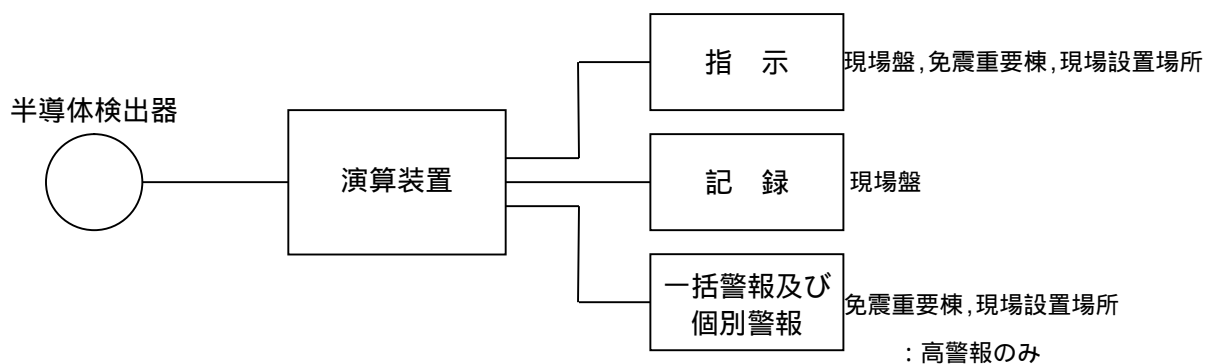 半導体検出器
演算装置
指　示
現場盤,免震重要棟,現場設置場所
記　録
現場盤
一括警報及び
個別警報
免震重要棟,現場設置場所
：高警報のみ